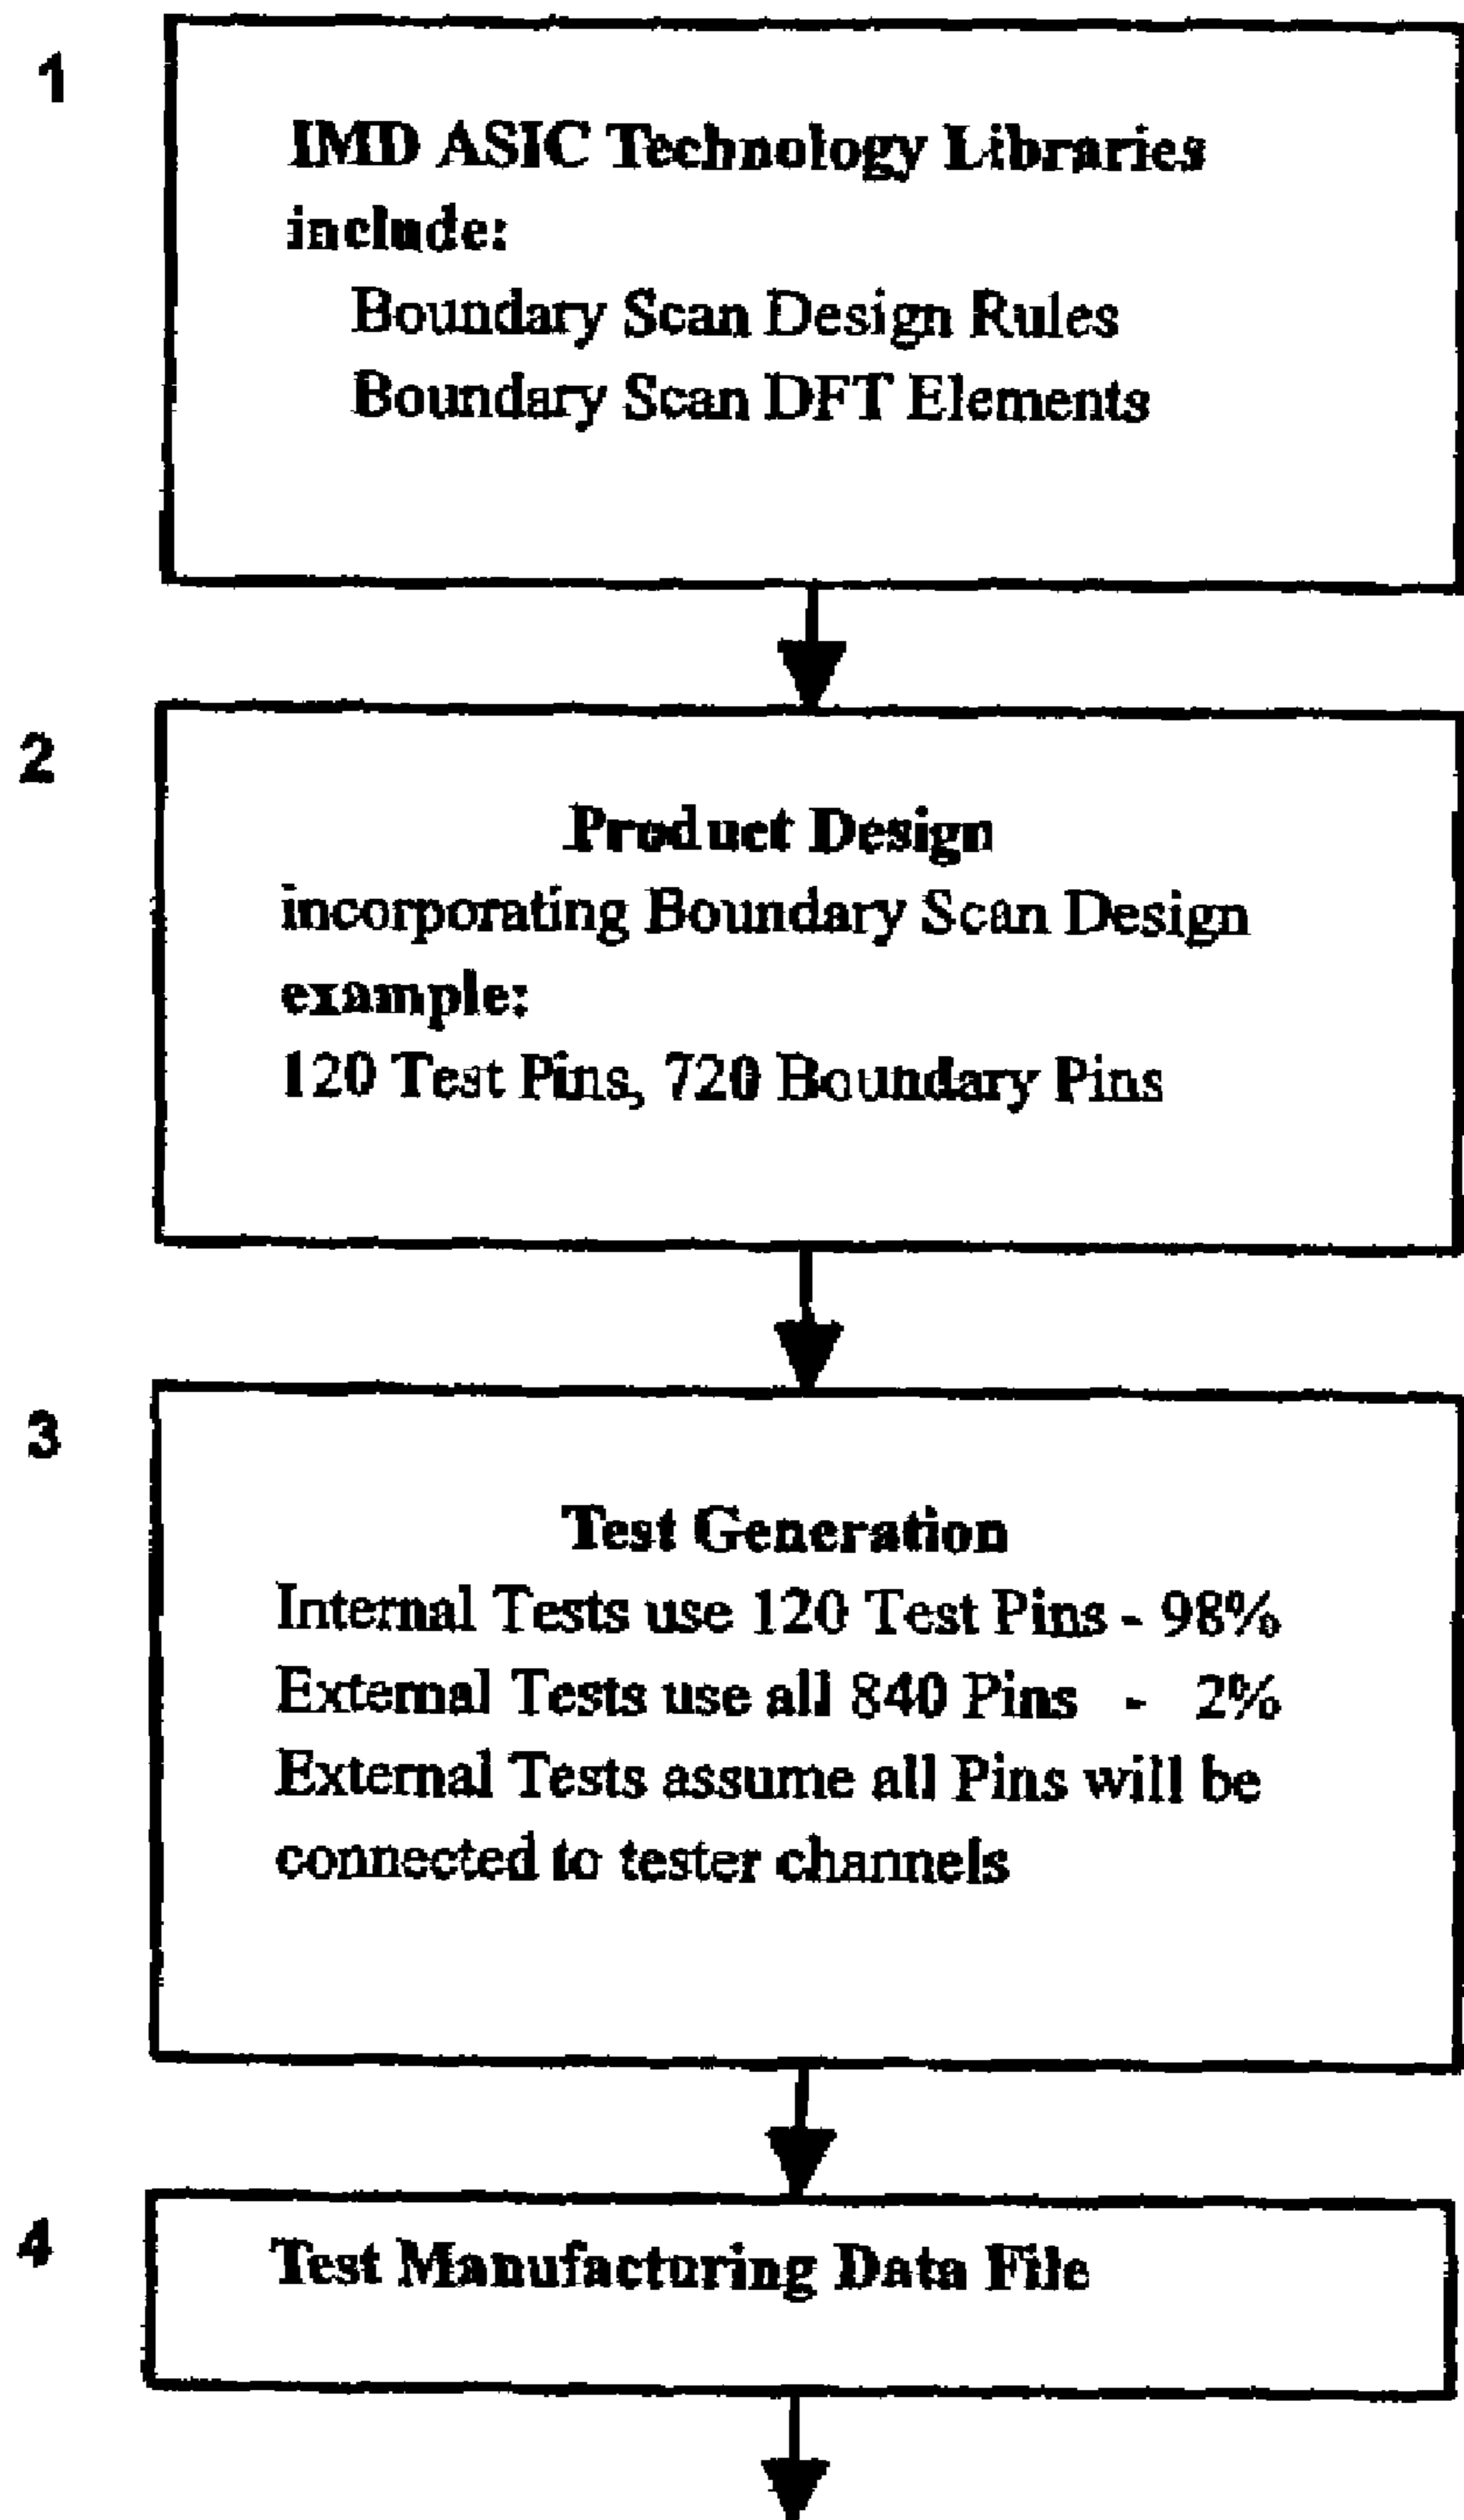 1
IMD ASIC Technology Libraries
include:
Boundary Scan Design Rules
Boundary Scan DFT Elements
2
Product Design
incorporating Boundary Scan Design
example:
120 Test Pins, 720 Boundary Pins
3
Test Generation
Internal Tests use 120 Test Pins - 98%
External Tests use all 840 Pins - 2%
External Tests assume all Pins will be
connected to tester channels
4
Test Manufacturing Data File